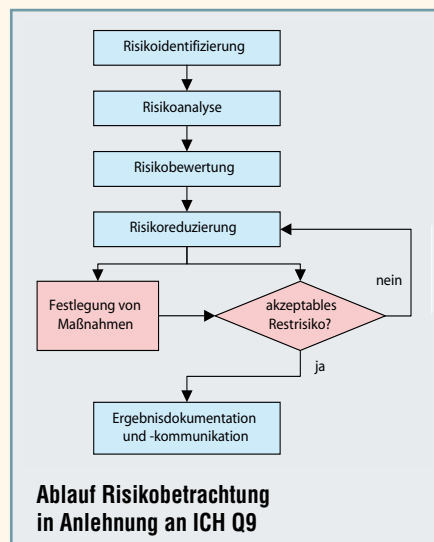 Risikoidentifizierung
Risikoanalyse
Risikobewertung
Risikoreduzierung
nein
Festlegung von
Maßnahmen
akzeptables
Restrisiko?
ja
Ergebnisdokumentation
und -kommunikation
Ablauf Risikobetrachtung
in Anlehnung an ICH Q9